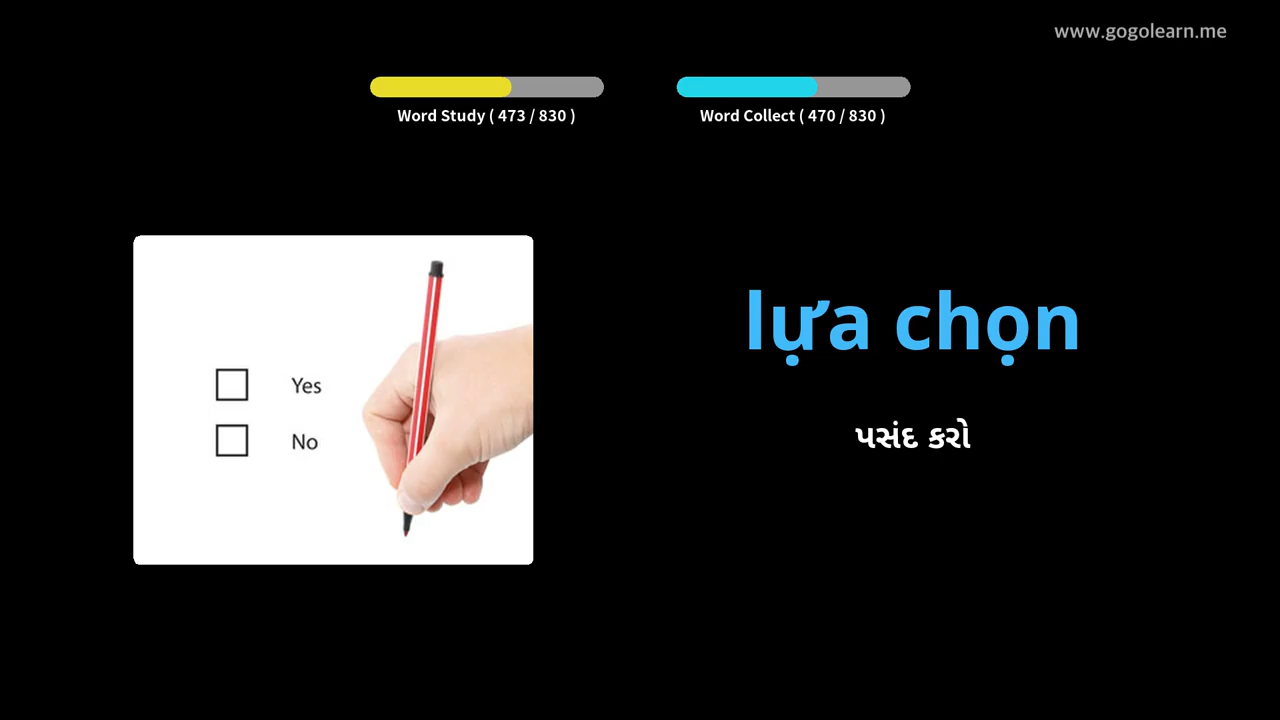 www.gogolearn.me
Word Study ( 473 / 830 )
Word Collect ( 470 / 830 )
Yes
No
lựa chọn
પસંદ કરો